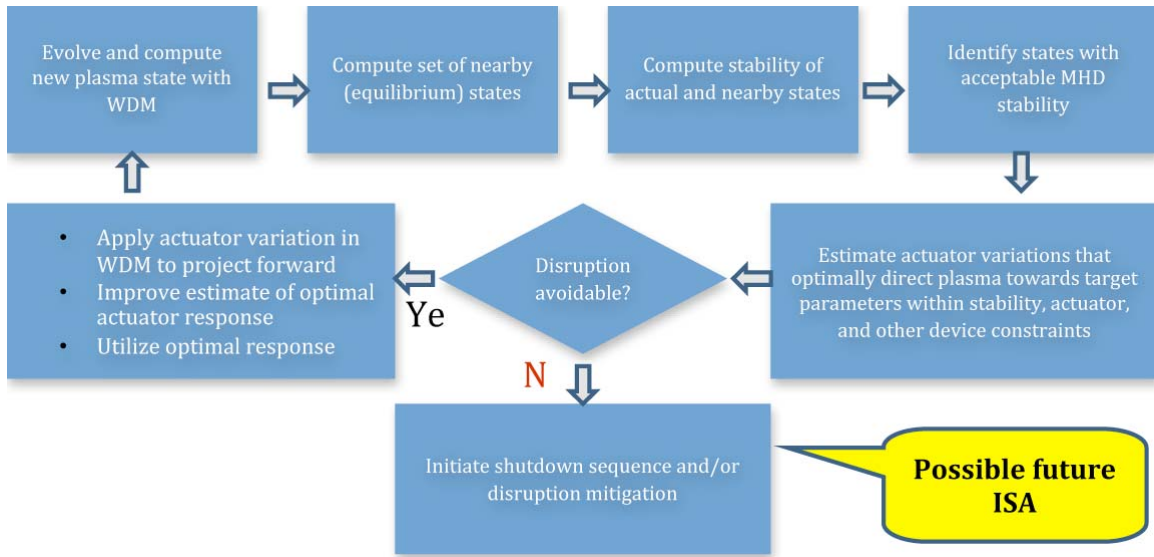 Evolve and compute
new plasma state with
WDM
Compute set of nearby
(equilibrium) states
Compute stability of
actual and nearby states
Identify states with
acceptable MHD
stability
• Apply actuator variation in
WDM to project forward
• Improve estimate of optimal
actuator response
• Utilize optimal response
Disruption
avoidable?
Ye
N
Estimate actuator variations that
optimally direct plasma towards target
parameters within stability, actuator,
and other device constraints
Initiate shutdown sequence and/or
disruption mitigation
Possible future
ISA